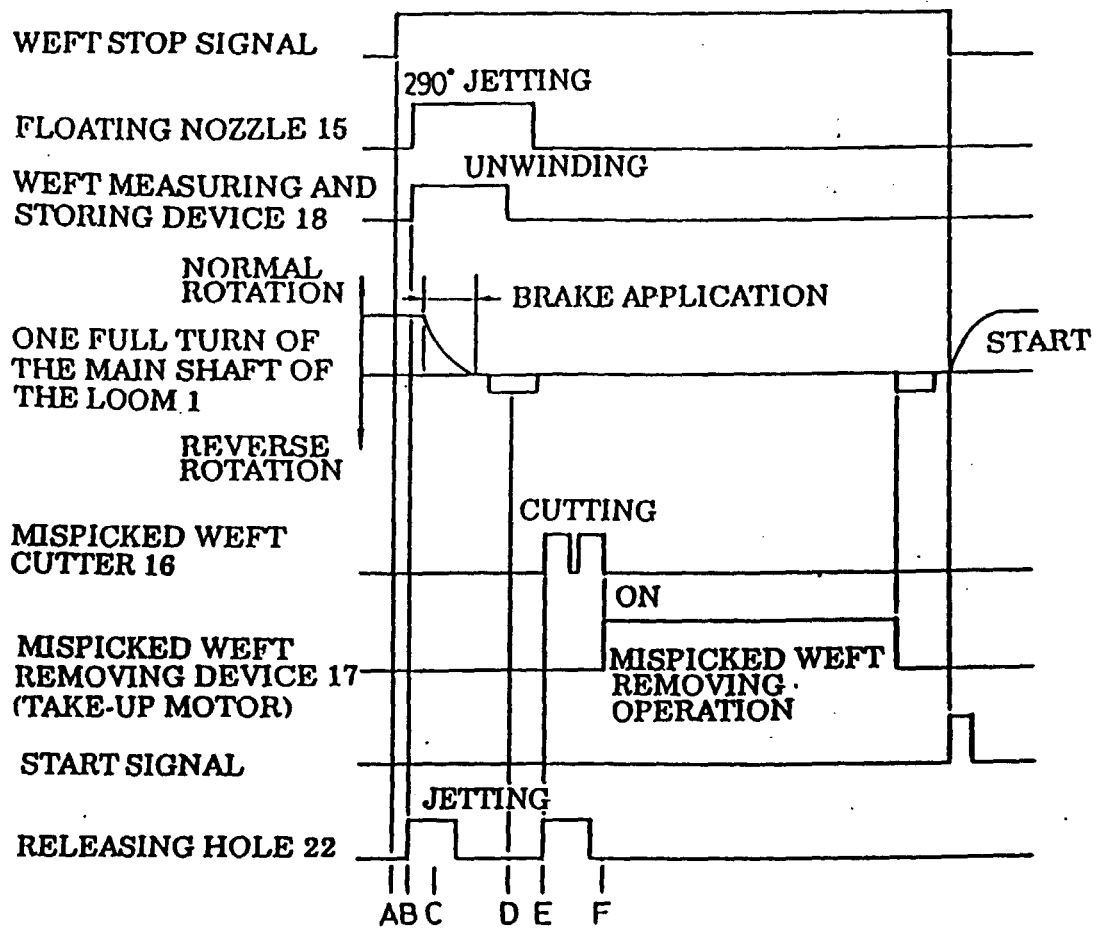 WEFT STOP SIGNAL
290° JETTING
FLOATING NOZZLE 15
UNWINDING
WEFT MEASURING AND
STORING DEVICE 18
NORMAL
ROTATION
BRAKE APPLICATION
ONE FULL TURN OF
THE MAIN SHAFT OF
THE LOOM 1
START
REVERSE
ROTATION
CUTTING
MISPICKED WEFT
CUTTER 16
ON
MISPICKED WEFT
REMOVING DEVICE 17
(TAKE-UP MOTOR)
MISPICKED WEFT
REMOVING
OPERATION
START SIGNAL
JETTING
RELEASING HOLE 22
A B C D E F